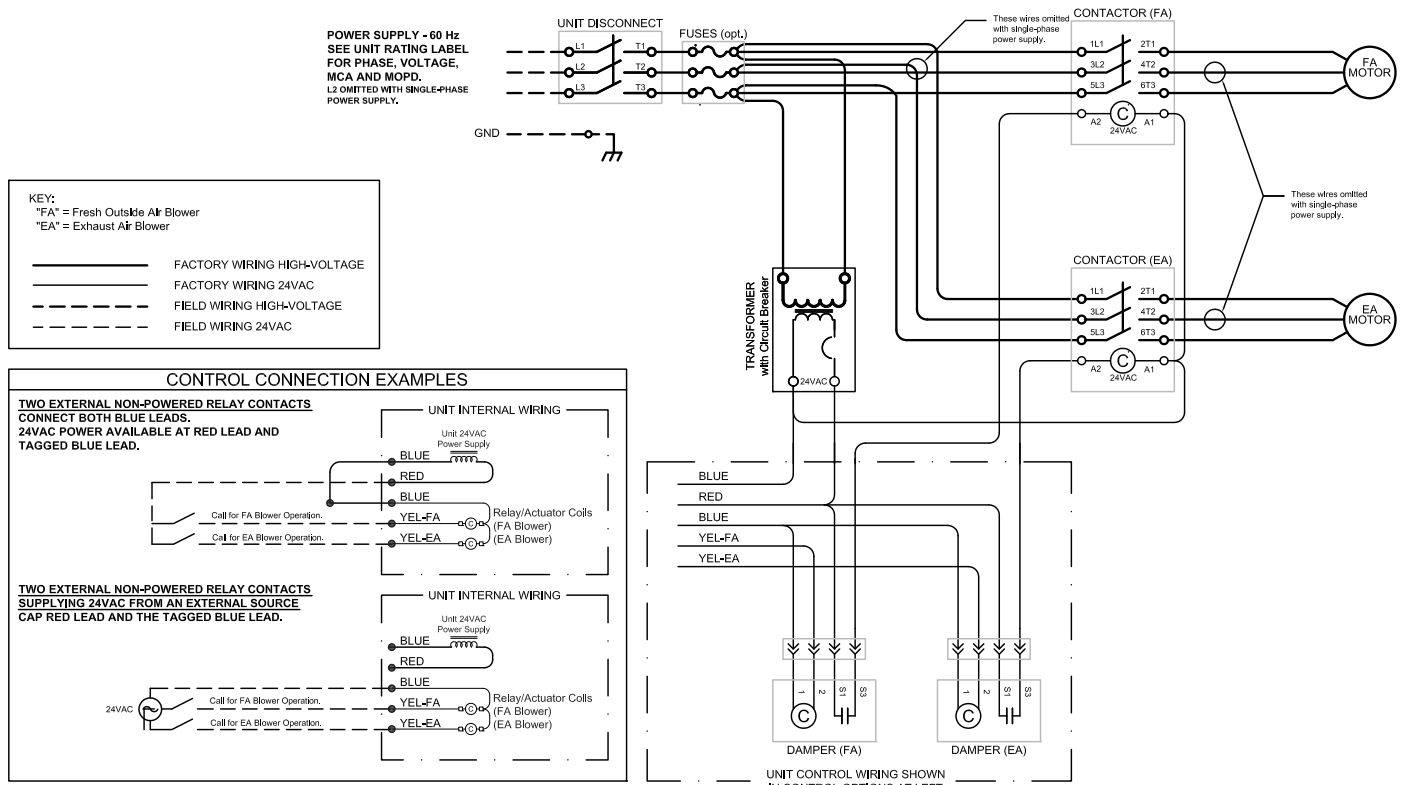 POWER SUPPLY - 60 Hz
SEE UNIT RATING LABEL
FOR PHASE, VOLTAGE,
MCA AND MOPD.
L2 OMITTED WITH SINGLE-PHASE
POWER SUPPLY.
UNIT DISCONNECT
L1
T1
L2
T2
L3
T3
FUSES (opt.)
GND
These wires omitted
with single-phase
power supply.
CONTACTOR (FA)
1L1
2T1
3L2
4T2
5L3
6T3
A2
C
A1
24VAC
FA
MOTOR
These wires omitted
with single-phase
power supply.
CONTACTOR (EA)
1L1
2T1
3L2
4T2
5L3
6T3
A2
C
A1
24VAC
EA
MOTOR
KEY:
"FA" = Fresh Outside Air Blower
"EA" = Exhaust Air Blower
FACTORY WIRING HIGH-VOLTAGE
FACTORY WIRING 24VAC
FIELD WIRING HIGH-VOLTAGE
FIELD WIRING 24VAC
TRANSFORMER
with Circuit Breaker
24VAC
CONTROL CONNECTION EXAMPLES
TWO EXTERNAL NON-POWERED RELAY CONTACTS
CONNECT BOTH BLUE LEADS.
24VAC POWER AVAILABLE AT RED LEAD AND
TAGGED BLUE LEAD.
UNIT INTERNAL WIRING
Unit 24VAC
Power Supply
BLUE
RED
BLUE
YEL-FA
YEL-EA
C
C
Relay/Actuator Coils
(FA Blower)
(EA Blower)
Call for FA Blower Operation.
Call for EA Blower Operation.
TWO EXTERNAL NON-POWERED RELAY CONTACTS
SUPPLYING 24VAC FROM AN EXTERNAL SOURCE
CAP RED LEAD AND THE TAGGED BLUE LEAD.
UNIT INTERNAL WIRING
Unit 24VAC
Power Supply
BLUE
RED
BLUE
YEL-FA
YEL-EA
C
C
Relay/Actuator Coils
(FA Blower)
(EA Blower)
24VAC
Call for FA Blower Operation.
Call for EA Blower Operation.
BLUE
RED
BLUE
YEL-FA
YEL-EA
1
2
S1
S3
C
DAMPER (FA)
1
2
S1
S3
C
DAMPER (EA)
UNIT CONTROL WIRING SHOWN